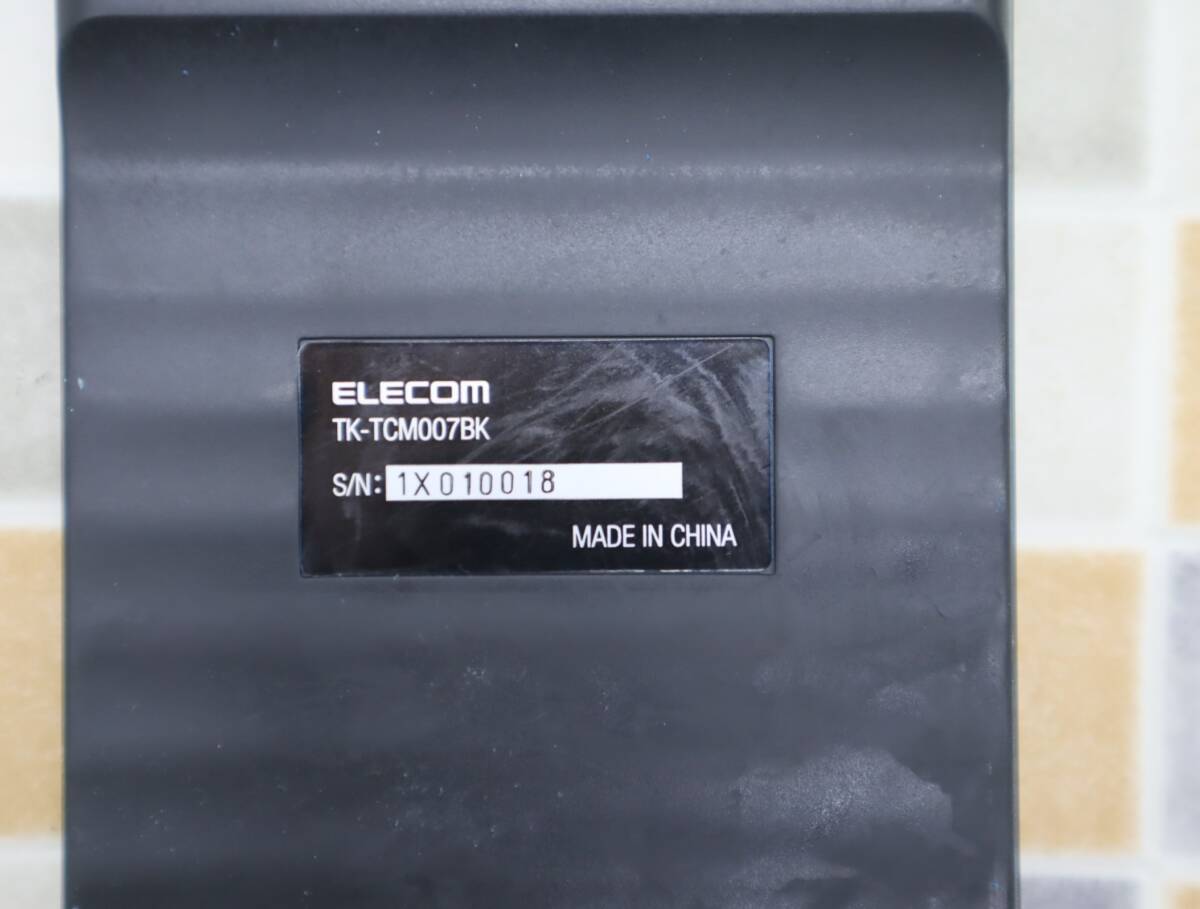 ELECOM
TK-TCM007BK
S/N: 1X010018
MADE IN CHINA